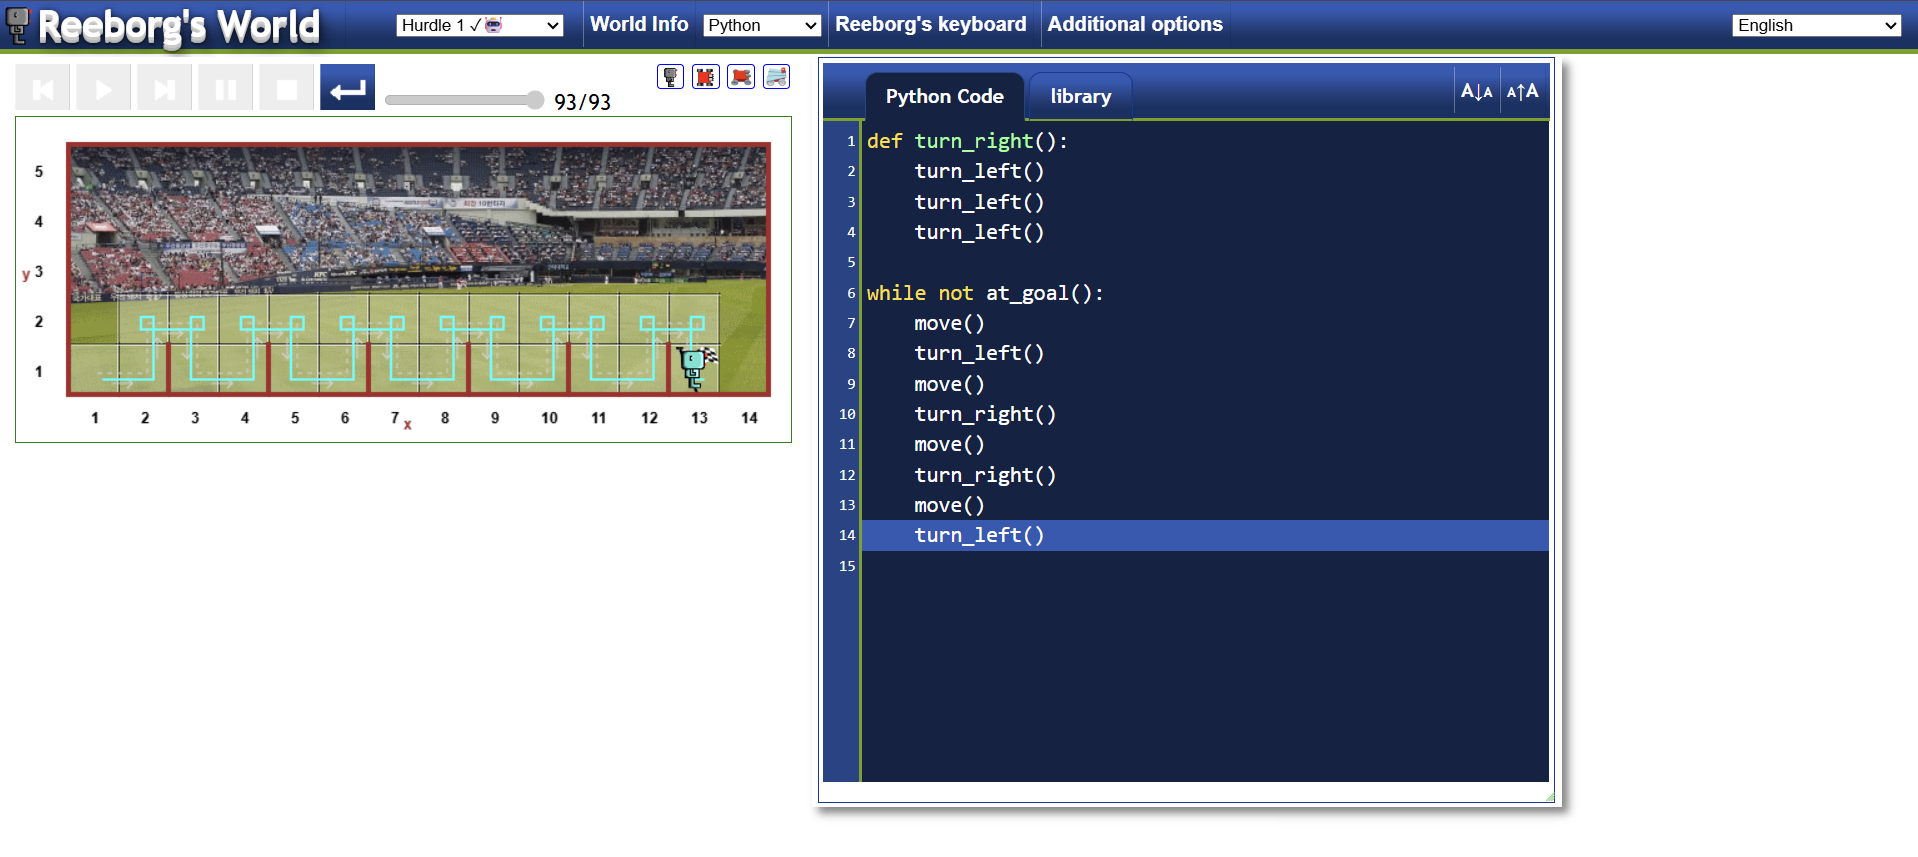 Reeborg's World
Hurdle 1 ✓🤖
World Info
Python
Reeborg's keyboard
Additional options
English
93/93
5
4
y 3
2
1
1 2 3 4 5 6 7 x 8 9 10 11 12 13 14
Python Code
library
A↓A
A↑A
1 def turn_right():
2 turn_left()
3 turn_left()
4 turn_left()
5
6 while not at_goal():
7 move()
8 turn_left()
9 move()
10 turn_right()
11 move()
12 turn_right()
13 move()
14 turn_left()
15